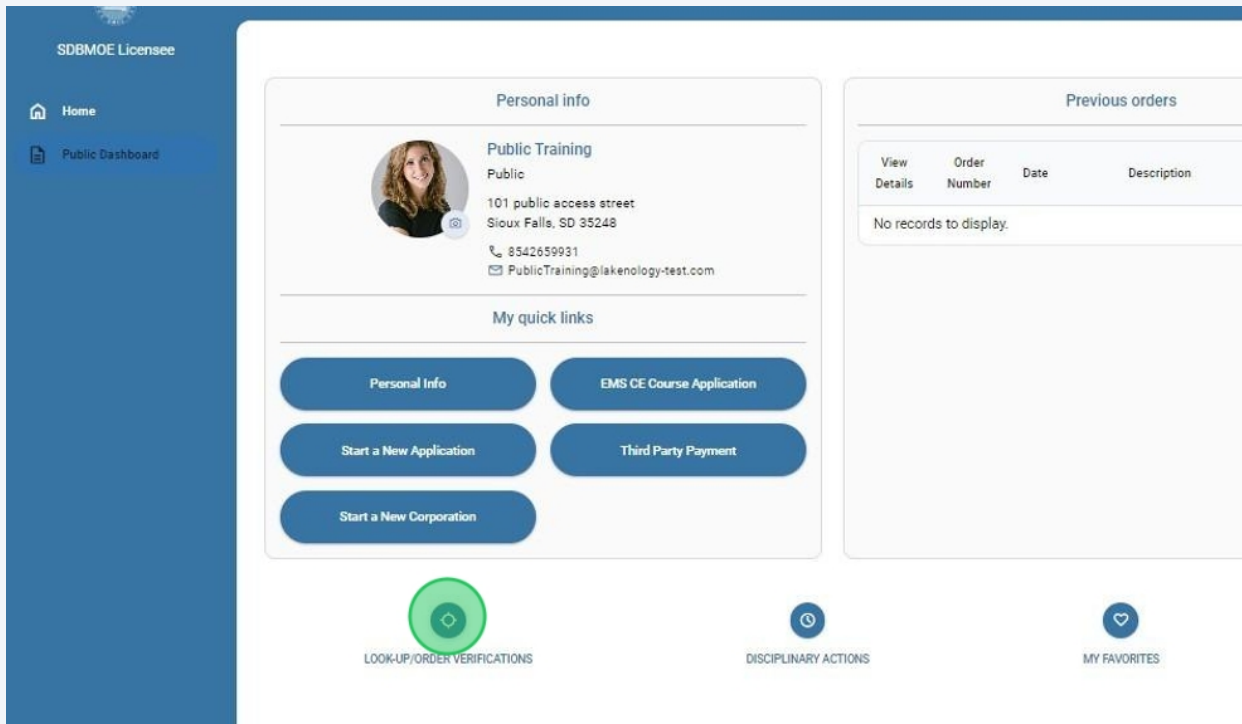 SDBMOE Licensee
Home
Public Dashboard
Personal info
Public Training
Public
101 public access street
Sioux Falls, SD 35248
8542659931
PublicTraining@lakenology-test.com
My quick links
Personal Info
EMS CE Course Application
Start a New Application
Third Party Payment
Start a New Corporation
Previous orders
View Details
Order Number
Date
Description
No records to display.
LOOK-UP/ORDER VERIFICATIONS
DISCIPLINARY ACTIONS
MY FAVORITES